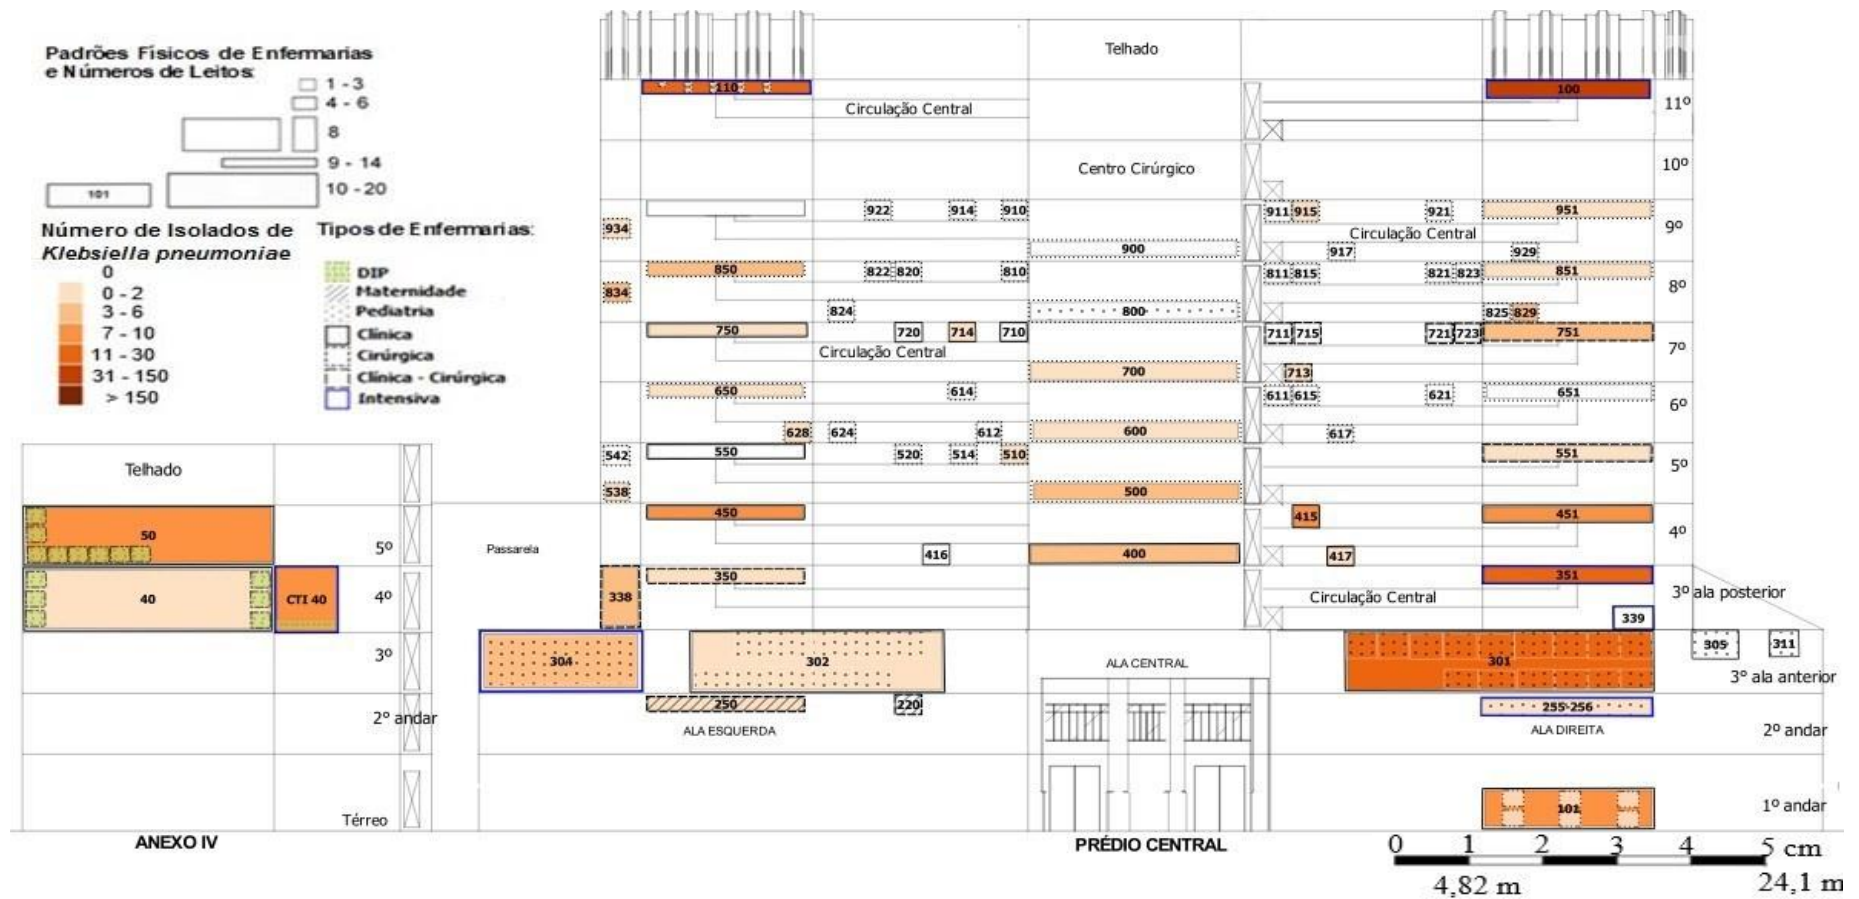 Padrões Físicos de Enfermarias
e Números de Leitos:
1 - 3
4 - 6
8
9 - 14
10 - 20
101
Número de Isolados de
Klebsiella pneumoniae
0
0 - 2
3 - 6
7 - 10
11 - 30
31 - 150
> 150
Tipos de Enfermarias:
DIP
Maternidade
Pediatria
Clínica
Cirúrgica
Clínica - Cirúrgica
Intensiva
Telhado
110
Circulação Central
100
11º
Centro Cirúrgico
10º
922 914 910 911 915 921 951
934
Circulação Central
9º
900 917 929
850 822 820 810 811 815 821 823 851
834
8º
824 800 825 829
750 720 714 710 711 715 721 723 751
Circulação Central
7º
700 713
650 614 611 615 621 651
6º
628 624 612 600 617
542 550 520 514 510 551
5º
538 500
450 415 451
4º
416 400 417
350 351
338
Circulação Central
3º ala posterior
339
304 302
ALA CENTRAL
301 305 311
3º ala anterior
250 220 255-256
ALA ESQUERDA
ALA DIREITA
2º andar
101
1º andar
Telhado
50
5º
Passarela
40
CTI 40
4º
3º
2º andar
Térreo
ANEXO IV
PRÉDIO CENTRAL
0 1 2 3 4 5 cm
4,82 m 24,1 m